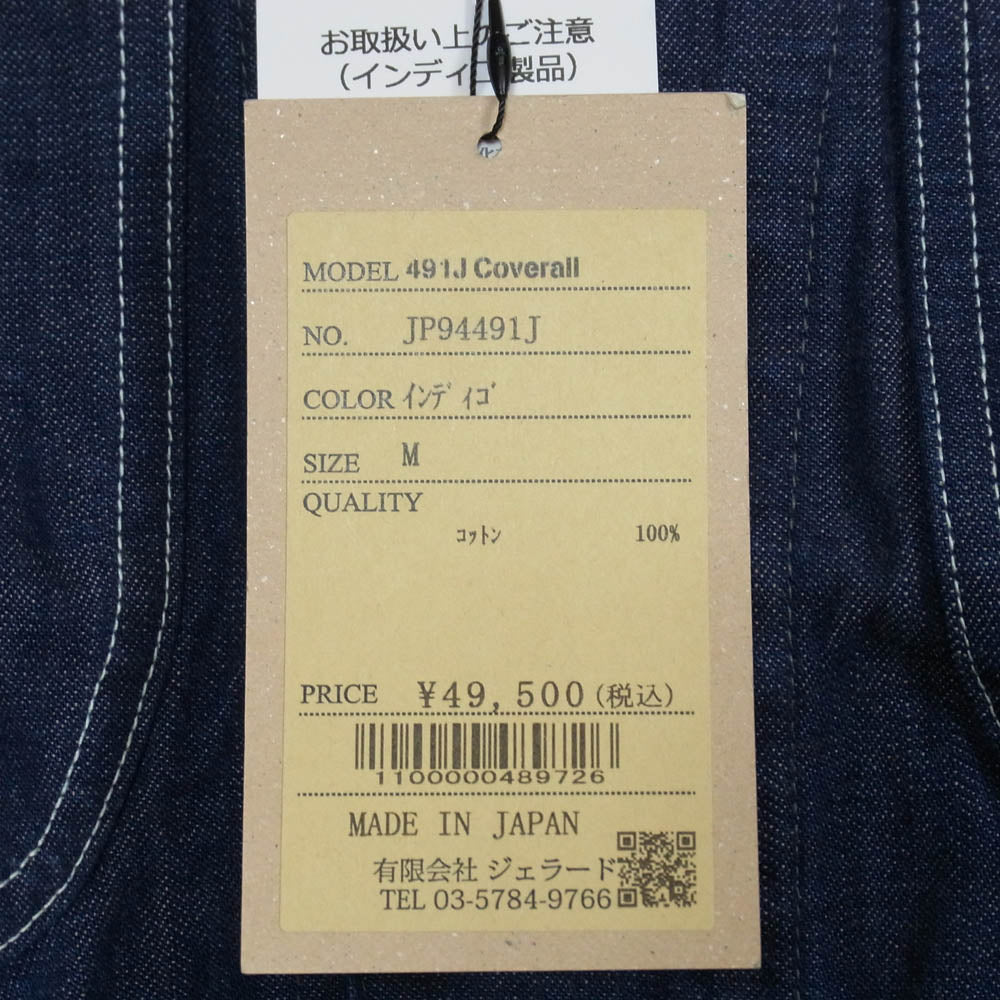 お取扱い上のご注意
（インディゴ製品）
MODEL 491J Coverall
NO. JP94491J
COLOR ｲﾝﾃﾞｨｺﾞ
SIZE M
QUALITY
ｺｯﾄﾝ 100%
PRICE ¥49,500(税込)
1100000489726
MADE IN JAPAN
有限会社 ジェラード
TEL 03-5784-9766